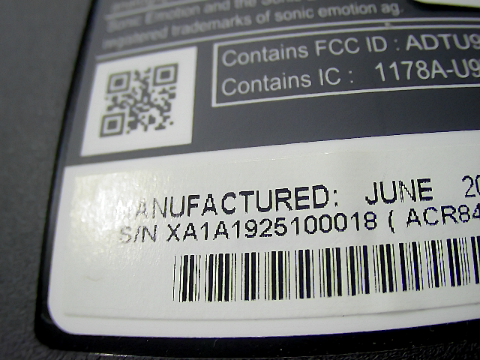 Sonic Emotion and the Sonic
registered trademarks of sonic emotion ag.
Contains FCC ID : ADTU9
Contains IC : 1178A-U9
MANUFACTURED: JUNE 20
S/N XA1A1925100018 ( ACR84